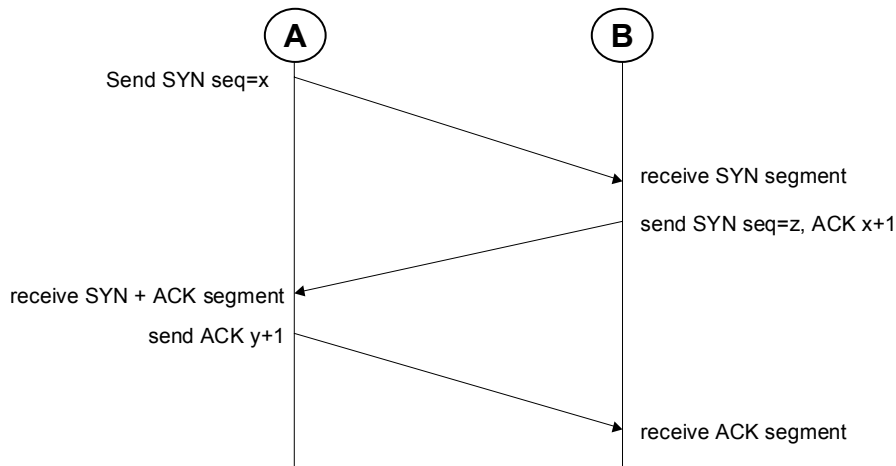 A
B
Send SYN seq=x
receive SYN segment
send SYN seq=z, ACK x+1
receive SYN + ACK segment
send ACK y+1
receive ACK segment